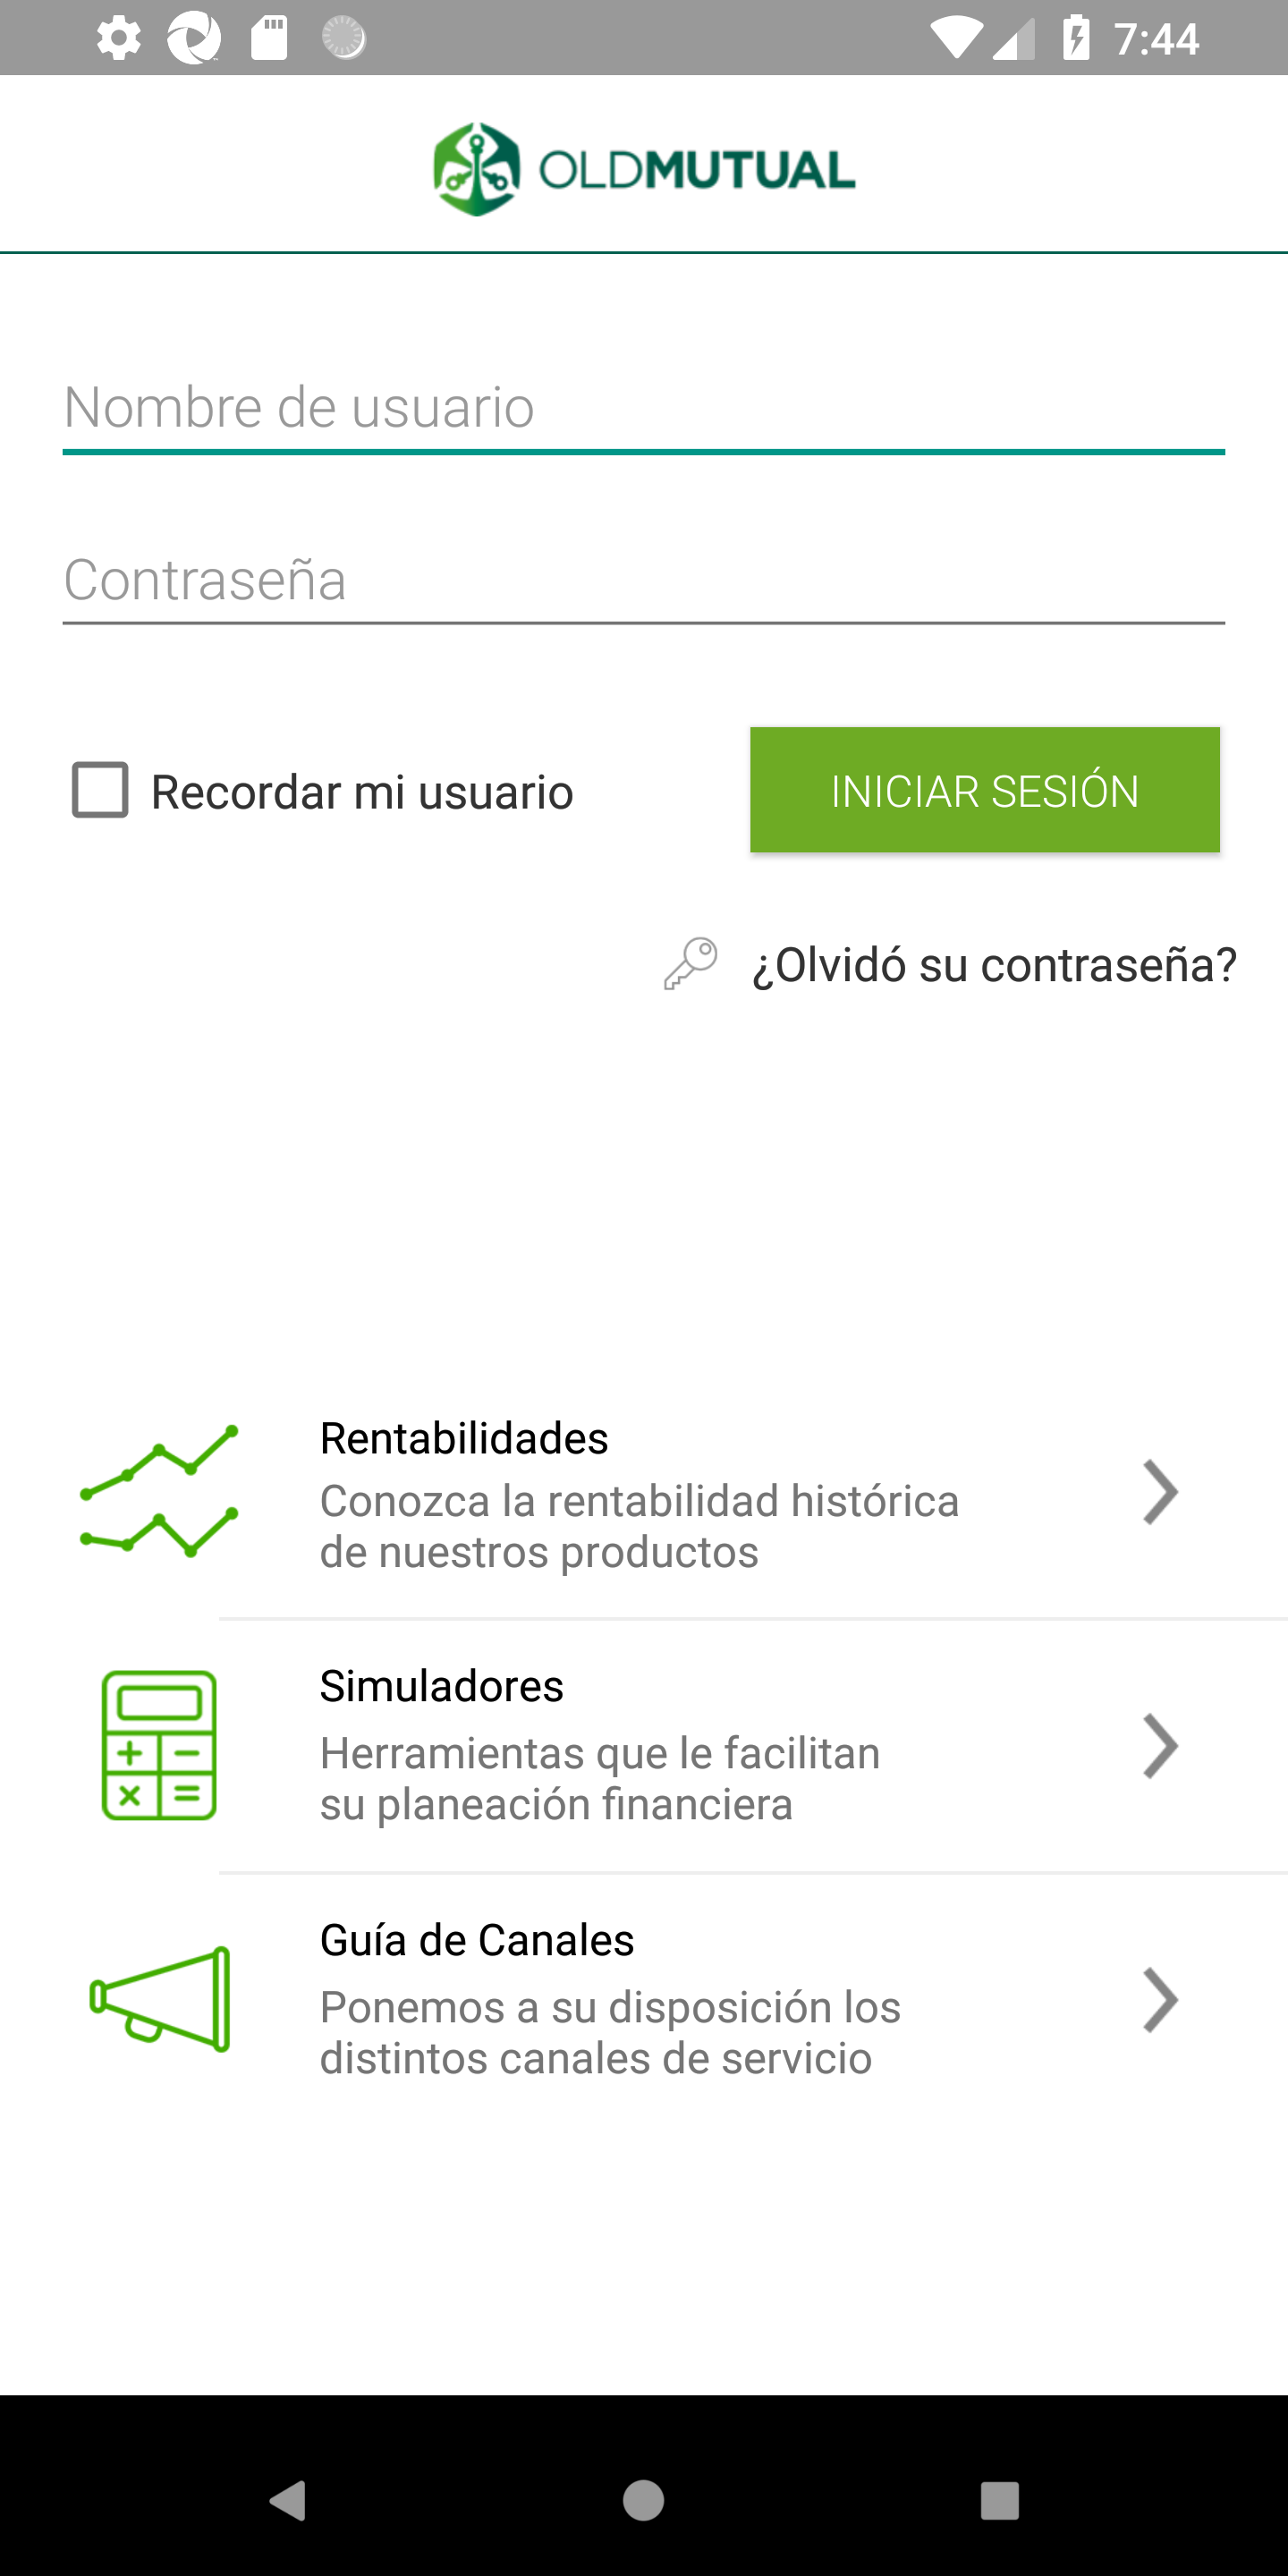 7:44
OLDMUTUAL
Nombre de usuario
Contraseña
Recordar mi usuario
INICIAR SESIÓN
¿Olvidó su contraseña?
Rentabilidades
Conozca la rentabilidad histórica
de nuestros productos
Simuladores
Herramientas que le facilitan
su planeación financiera
Guía de Canales
Ponemos a su disposición los
distintos canales de servicio